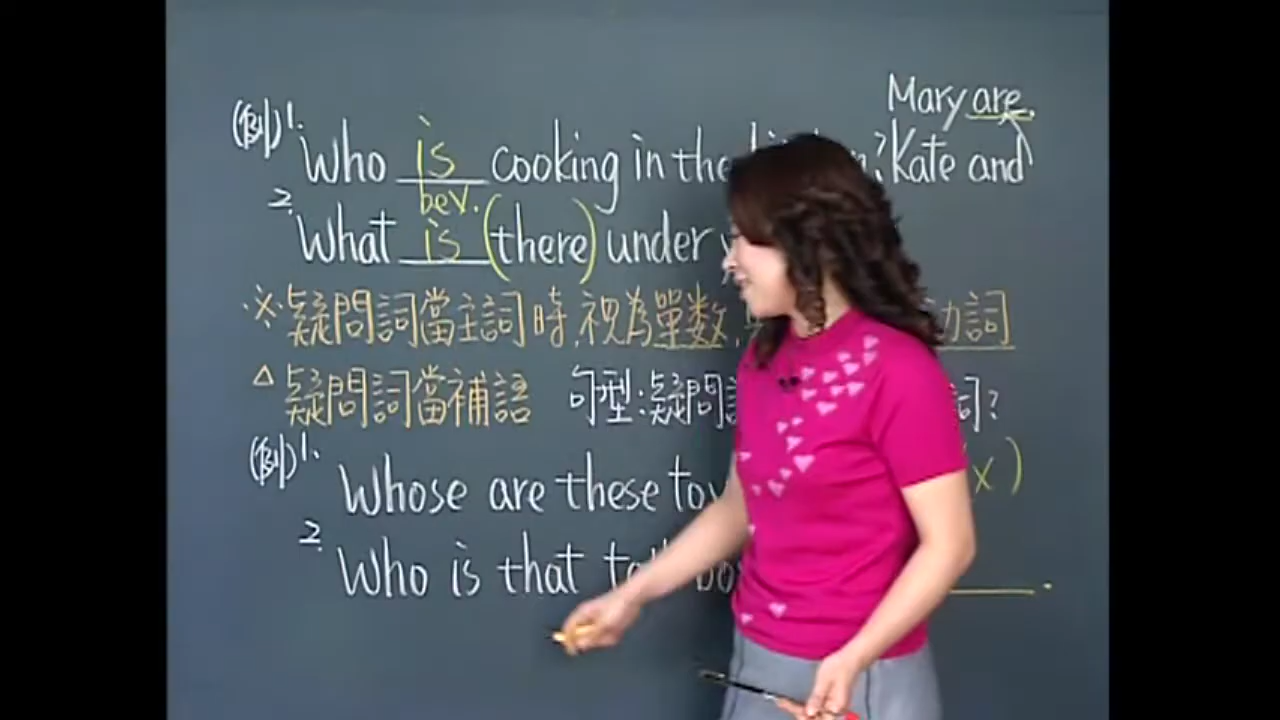 Mary are.
(例)1. Who is cooking in the ?Kate and
bev.
2. What is (there) under
※疑問詞當主詞時,視為單數, 動詞
△疑問詞當補語 句型:疑問 詞?
(例)1. Whose are these x)
2. Who is that